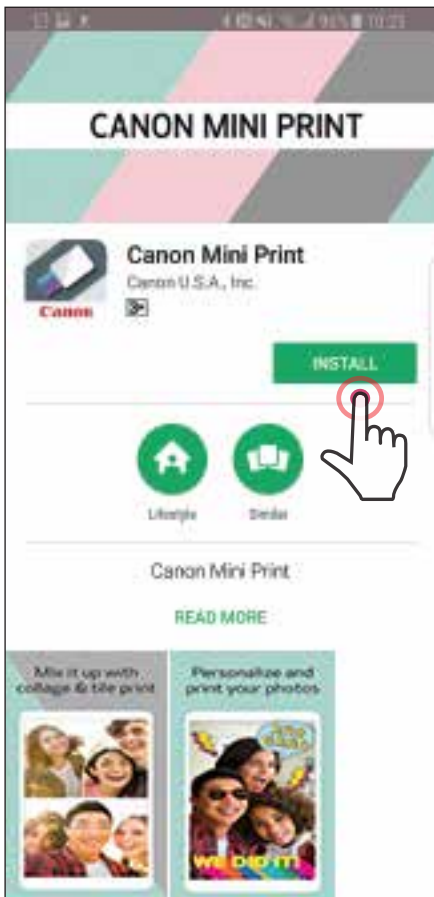 CANON MINI PRINT
Canon Mini Print
Canon U.S.A., Inc.
Canon
3+
INSTALL
Lifestyle
Similar
Canon Mini Print
READ MORE
Mix it up with
collage & tile print
Personalize and
print your photos
WE DID IT!